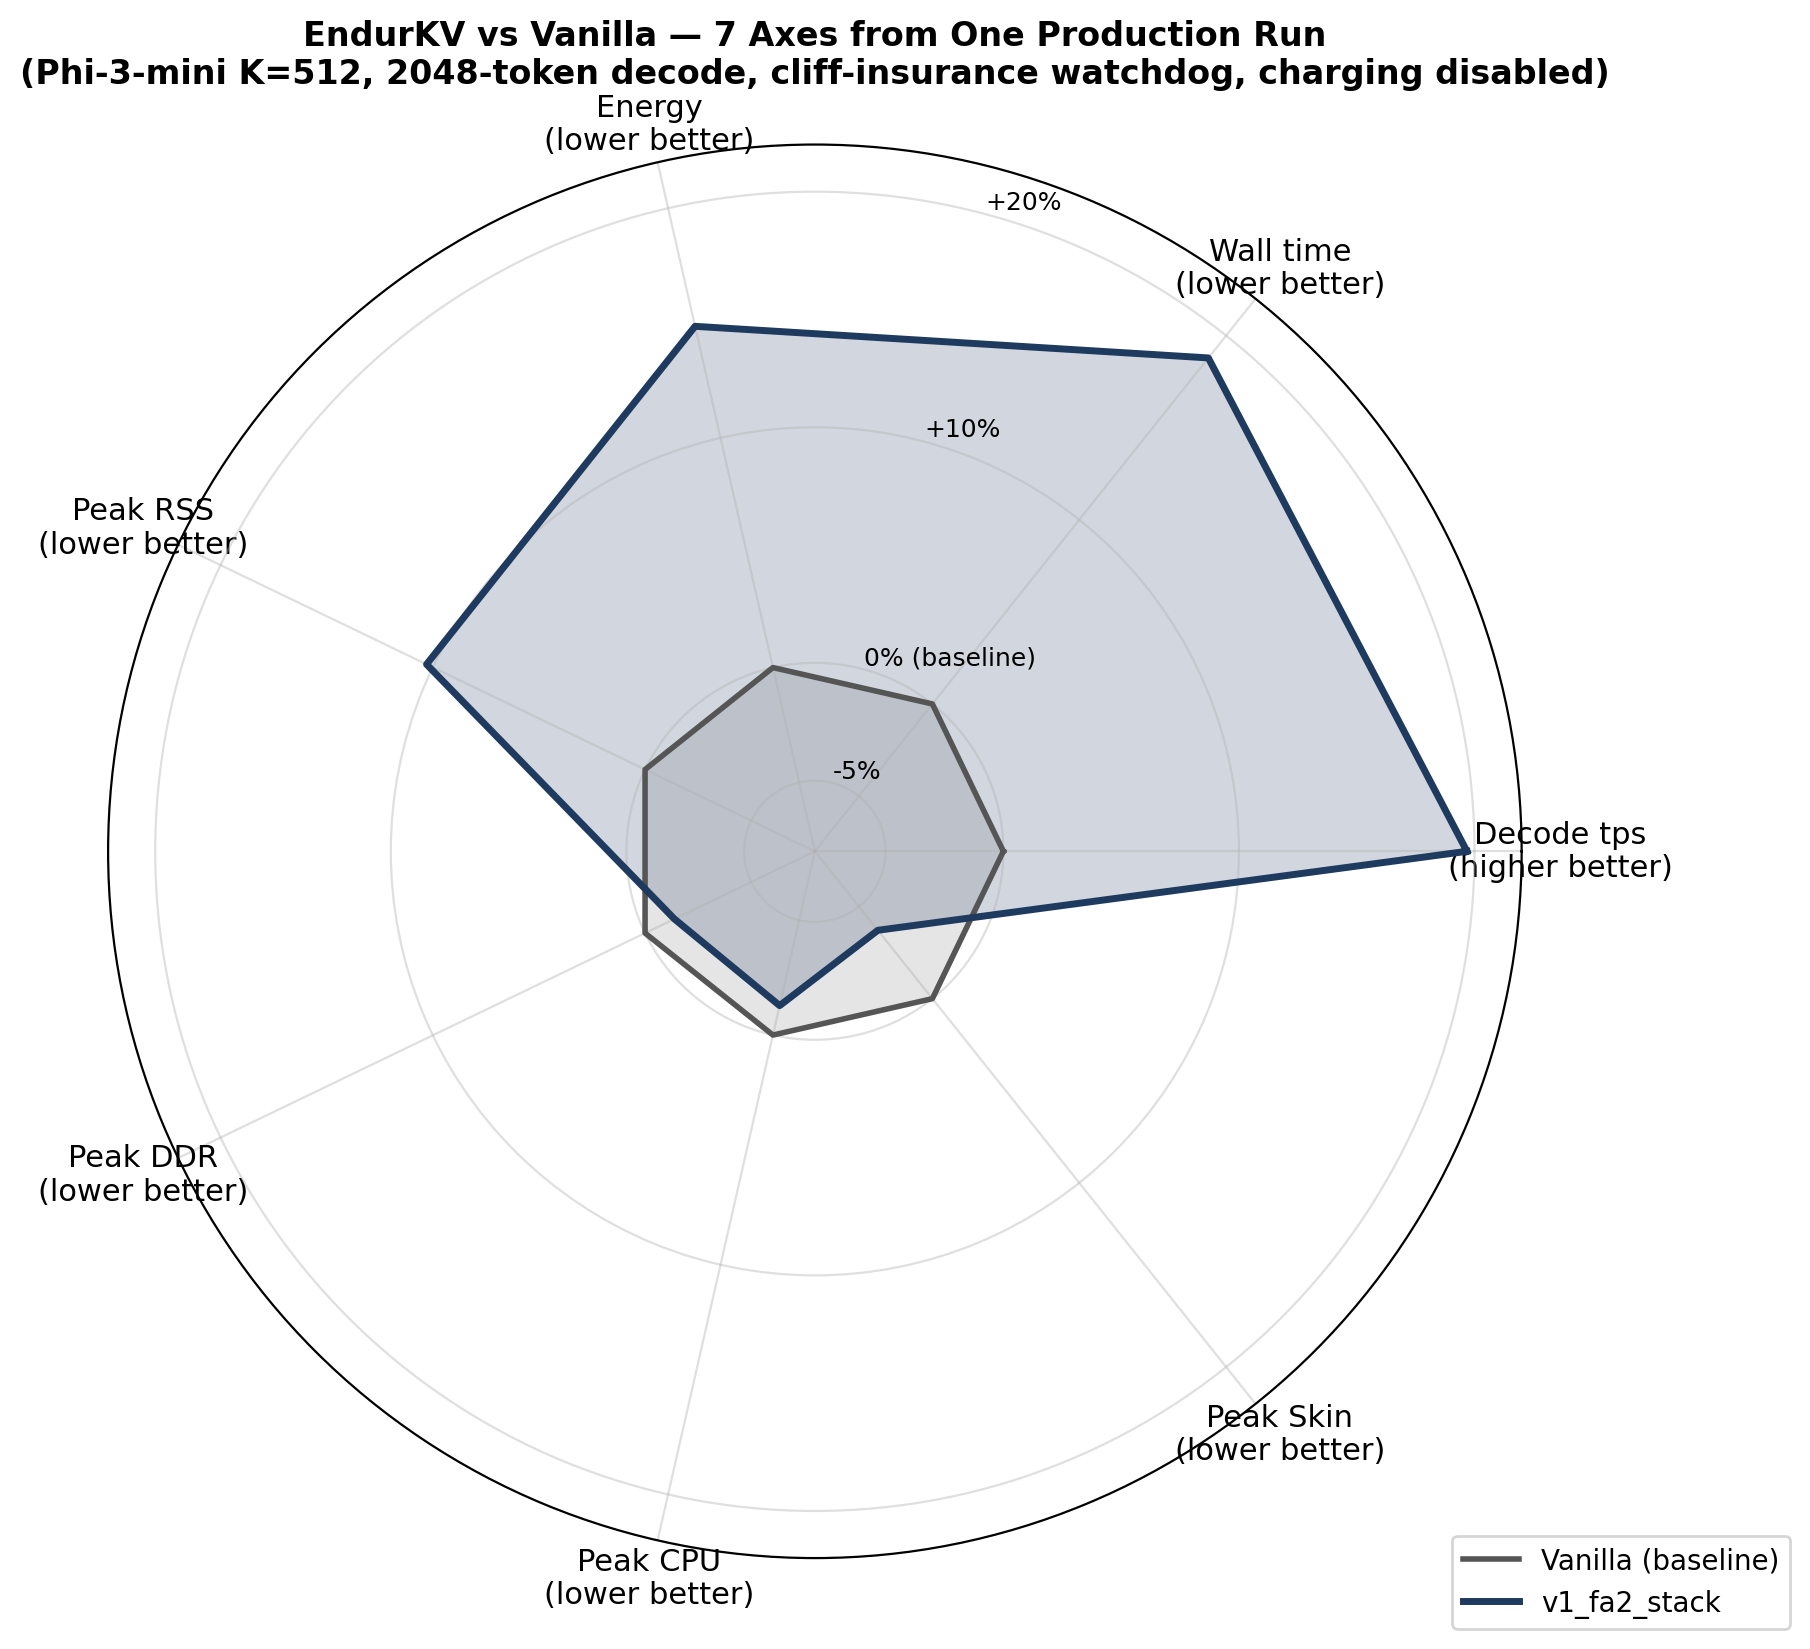 EndurKV vs Vanilla — 7 Axes from One Production Run
(Phi-3-mini K=512, 2048-token decode, cliff-insurance watchdog, charging disabled)
Energy
(lower better)
+20%
Wall time
(lower better)
+10%
Peak RSS
(lower better)
0% (baseline)
-5%
Decode tps
(higher better)
Peak DDR
(lower better)
Peak Skin
(lower better)
Peak CPU
(lower better)
Vanilla (baseline)
v1_fa2_stack